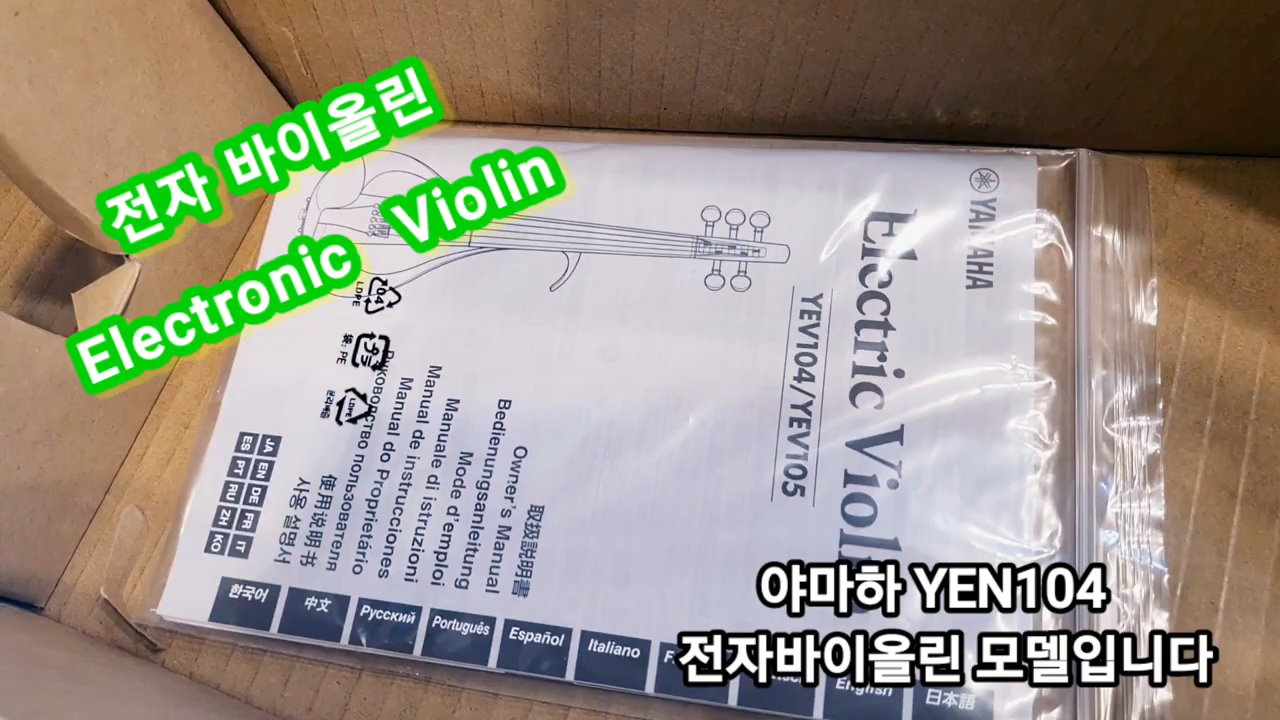 전자 바이올린
Electronic Violin
YAMAHA
Electric Violin
YEV104/YEV105
取扱説明書
Owner's Manual
Bedienungsanleitung
Mode d'emploi
Manuale di istruzioni
Manual de instrucciones
Manual do Proprietário
Руководство пользователя
使用说明书
사용 설명서
04
LDPE
PE
LDPE
JA EN DE FR IT
ES PT RU ZH KO
한국어
中文
Русский
Português
Español
Italiano
English
日本語
야마하 YEN104
전자바이올린 모델입니다